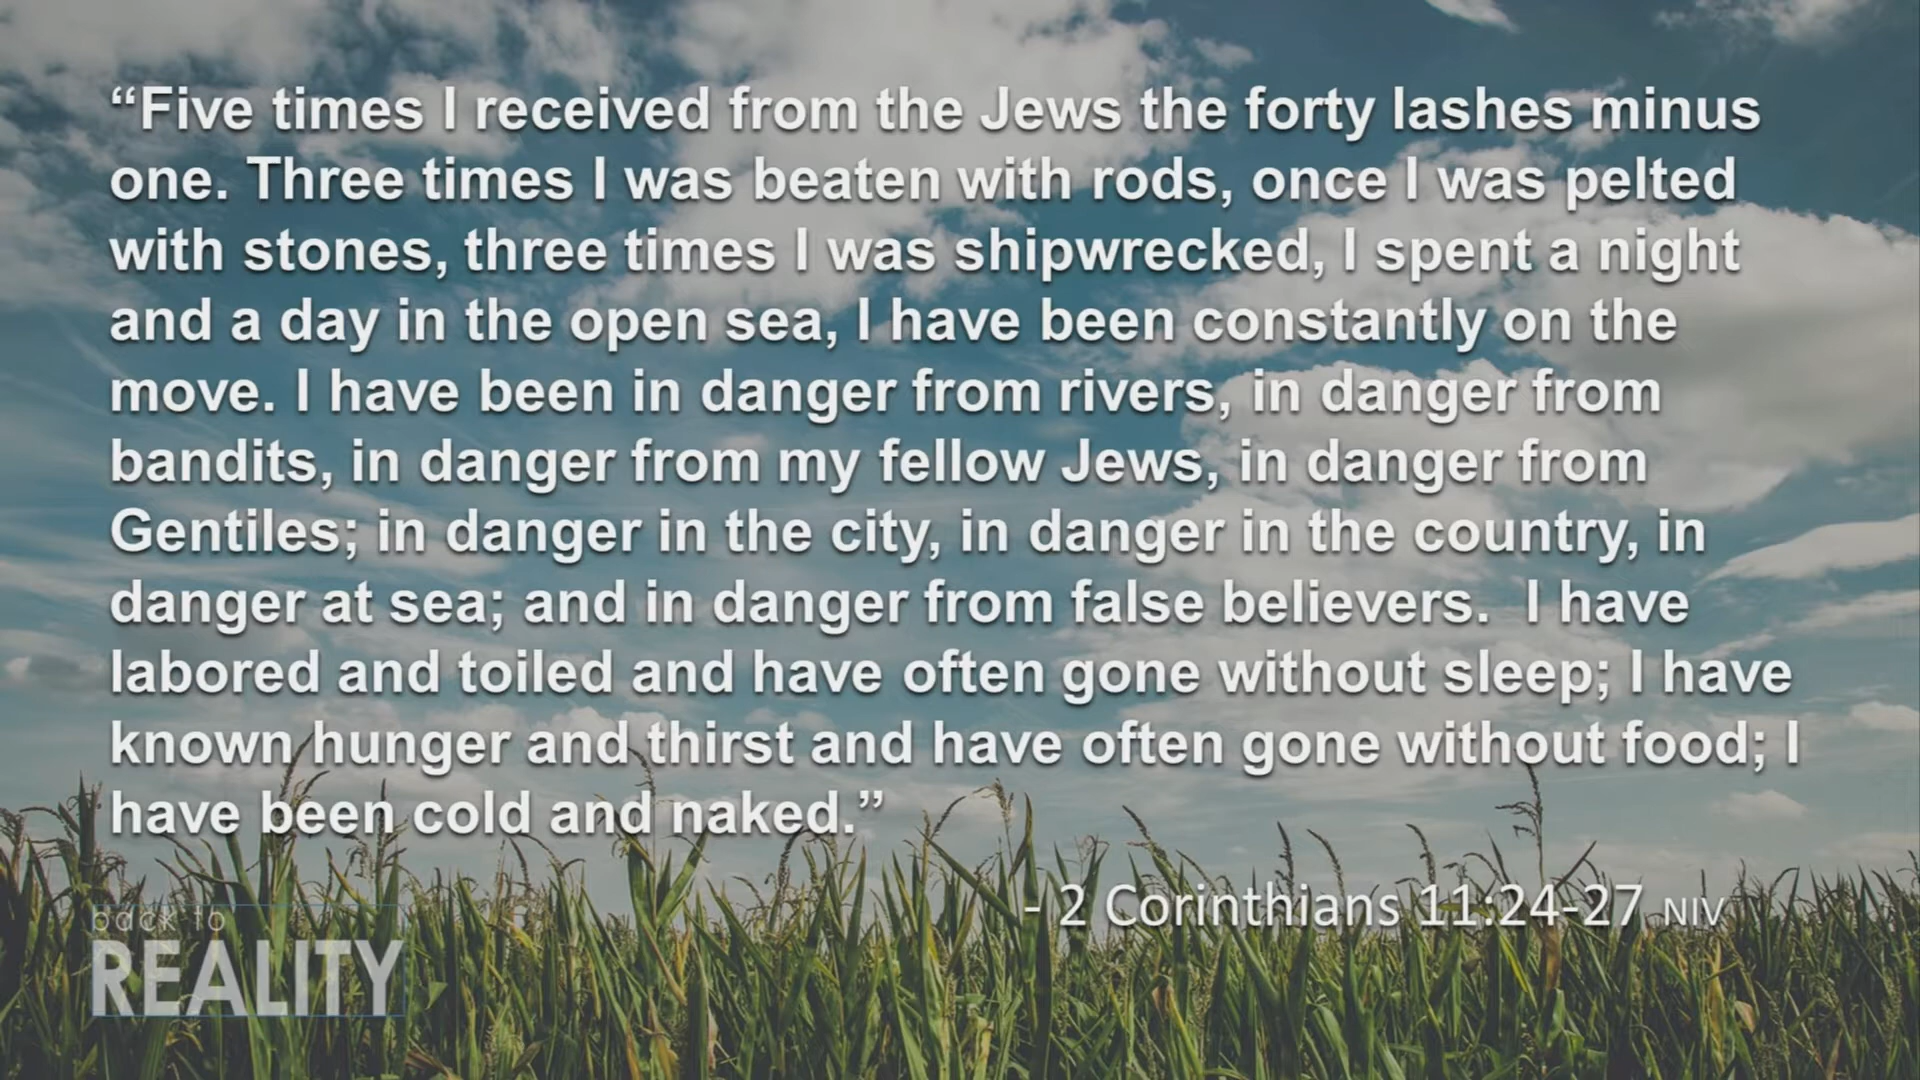 “Five times I received from the Jews the forty lashes minus
one. Three times I was beaten with rods, once I was pelted
with stones, three times I was shipwrecked, I spent a night
and a day in the open sea, I have been constantly on the
move. I have been in danger from rivers, in danger from
bandits, in danger from my fellow Jews, in danger from
Gentiles; in danger in the city, in danger in the country, in
danger at sea; and in danger from false believers.  I have
labored and toiled and have often gone without sleep; I have
known hunger and thirst and have often gone without food; I
have been cold and naked.”
- 2 Corinthians 11:24-27 NIV
back to
REALITY